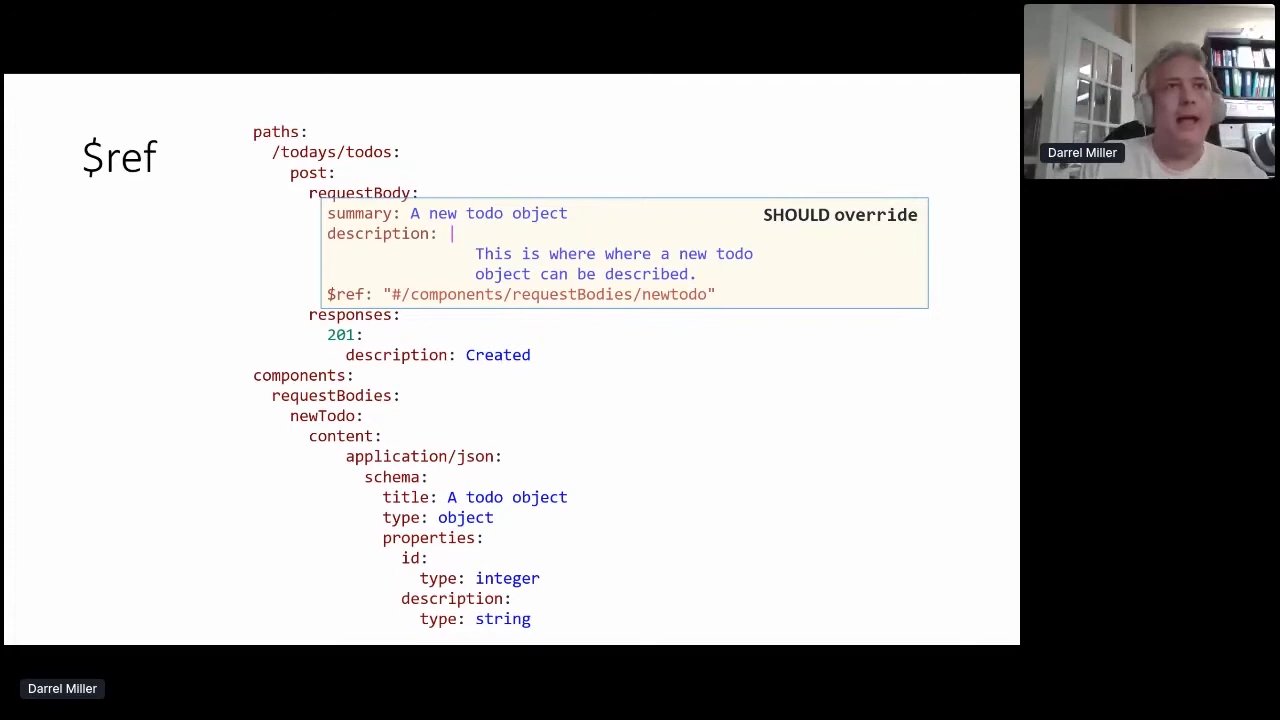 $ref
paths:
/todays/todos:
post:
requestBody:
summary: A new todo object
SHOULD override
description: |
This is where where a new todo
object can be described.
$ref: "#/components/requestBodies/newtodo"
responses:
201:
description: Created
components:
requestBodies:
newTodo:
content:
application/json:
schema:
title: A todo object
type: object
properties:
id:
type: integer
description:
type: string
Darrel Miller
Darrel Miller